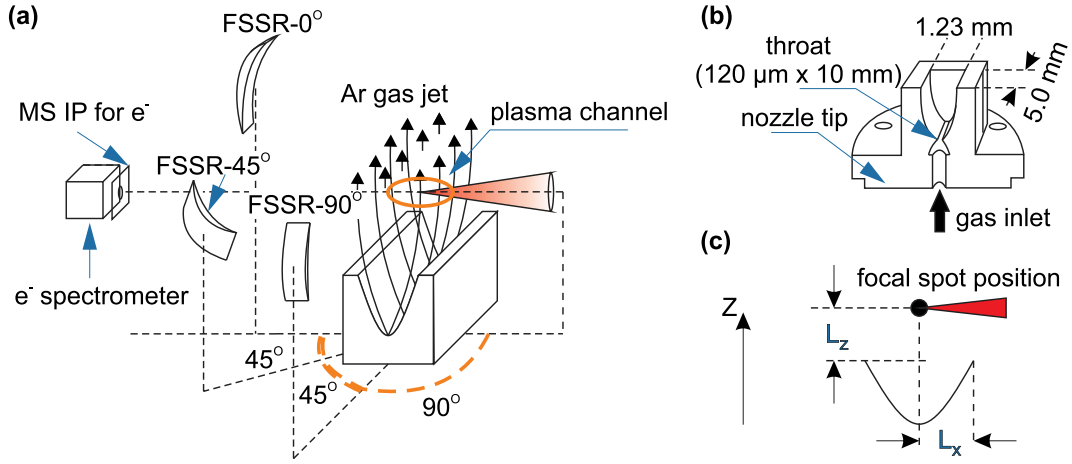 (a)
FSSR-0°
MS IP for e⁻
FSSR-45°
FSSR-90°
Ar gas jet
plasma channel
e⁻ spectrometer
45°
45°
90°
(b)
1.23 mm
throat
(120 µm x 10 mm)
5.0 mm
nozzle tip
gas inlet
(c)
focal spot position
Z
Lz
Lx